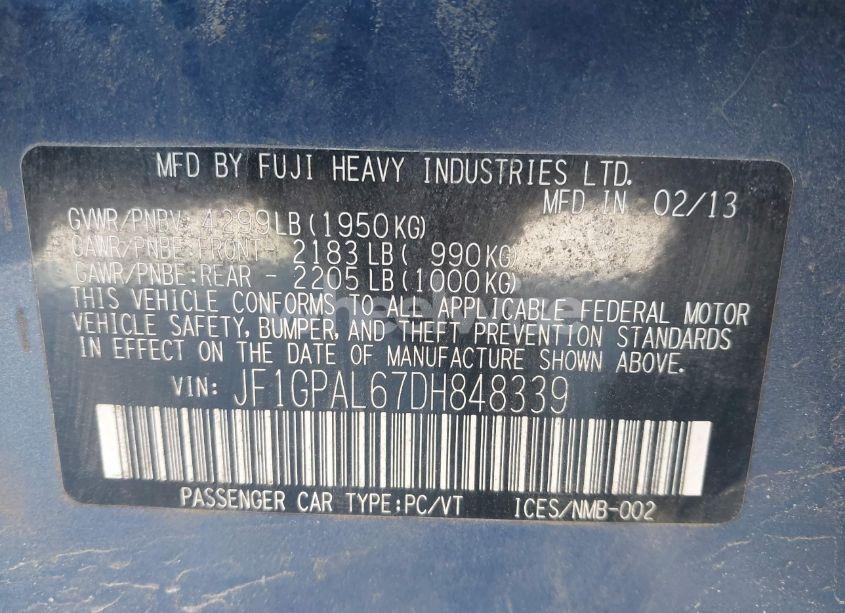 MFD BY FUJI HEAVY INDUSTRIES LTD.
MFD IN 02/13
GVWR/PNBV: 4299LB(1950KG)
GAWR/PNBE:FRONT- 2183LB( 990KG)
GAWR/PNBE:REAR - 2205LB(1000KG)
THIS VEHICLE CONFORMS TO ALL APPLICABLE FEDERAL MOTOR
VEHICLE SAFETY, BUMPER, AND THEFT PREVENTION STANDARDS
IN EFFECT ON THE DATE OF MANUFACTURE SHOWN ABOVE.
VIN: JF1GPAL67DH848339
PASSENGER CAR TYPE:PC/VT ICES/NMB-002